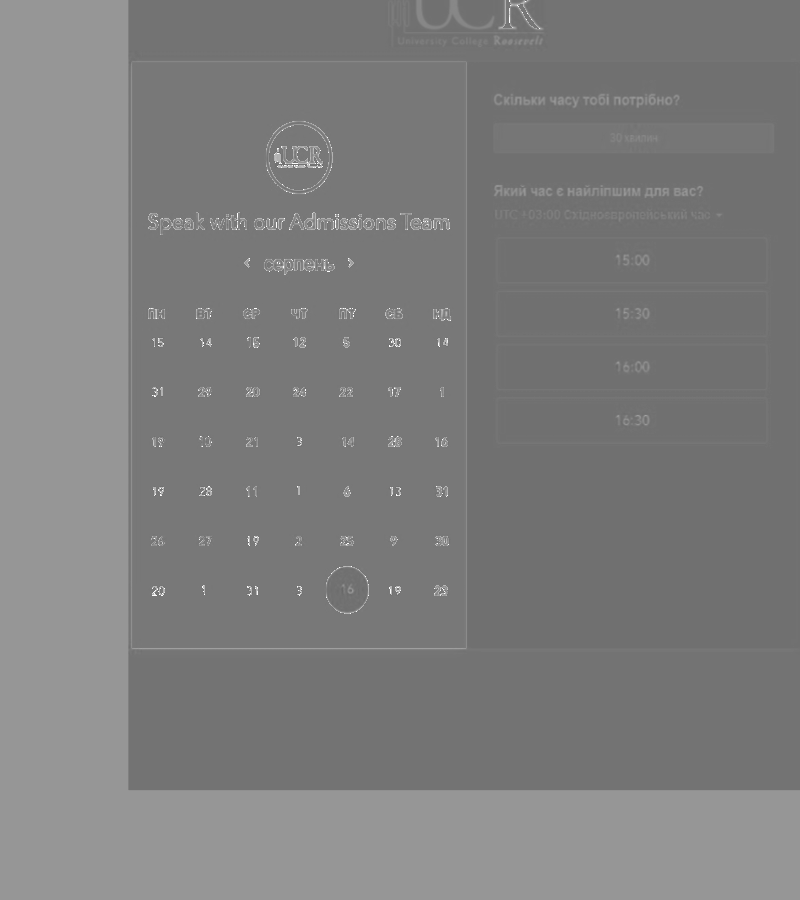 UCR
University College Roosevelt
UCR
Speak with our Admissions Team
серпень
ПН ВТ СР ЧТ ПТ СБ НД
15 14 15 12 5 30 14
31 29 20 24 22 17 1
19 10 21 3 14 28 16
19 28 11 1 6 13 31
26 27 19 2 25 9 30
20 1 31 3 16 19 29
Скільки часу тобі потрібно?
30 хвилин
Який час є найліпшим для вас?
UTC +03:00 Східноєвропейський час
15:00
15:30
16:00
16:30